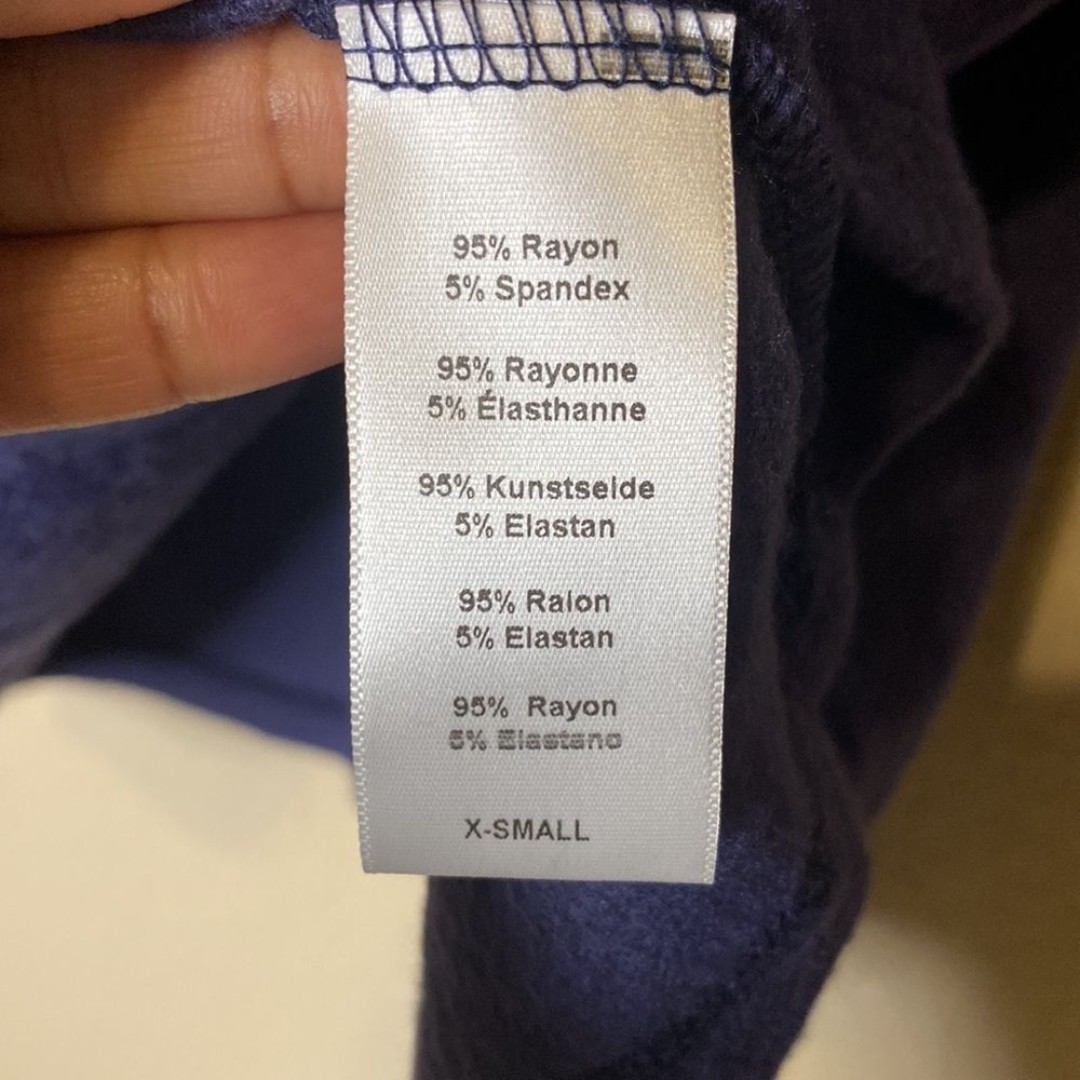 95% Rayon
5% Spandex
95% Rayonne
5% Élasthanne
95% Kunstseide
5% Elastan
95% Raion
5% Elastan
95% Rayon
5% Elastano
X-SMALL